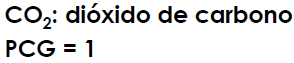 CO₂: dióxido de carbono
PCG = 1